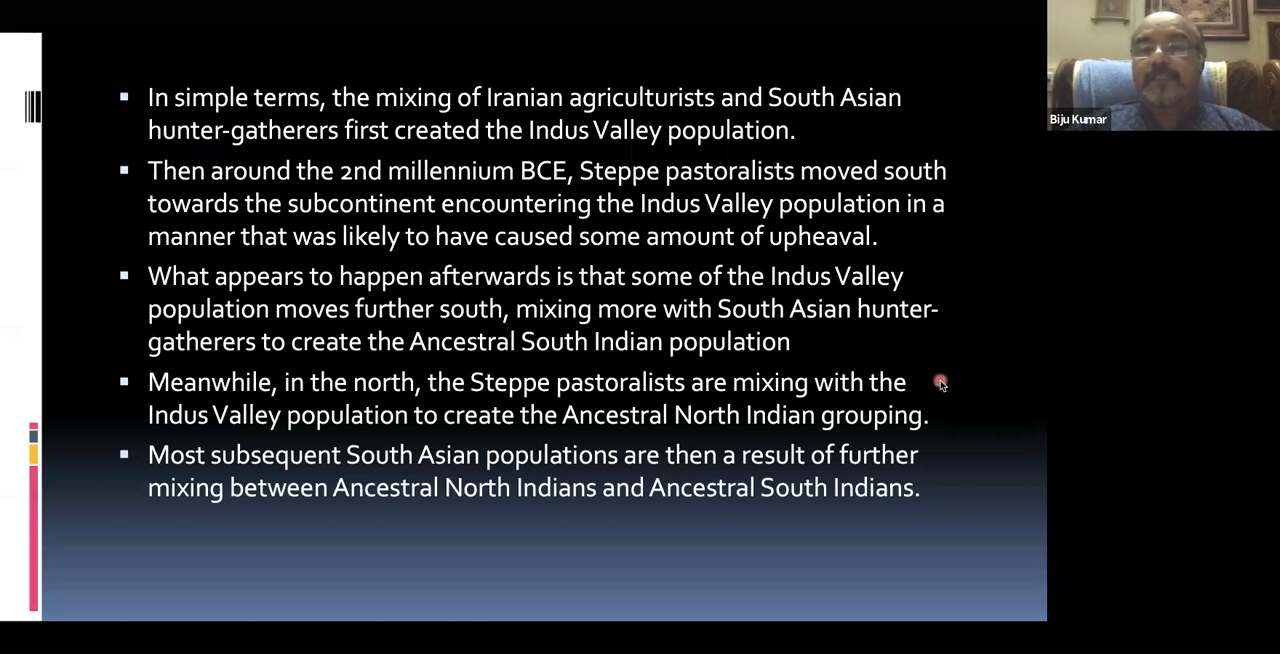 ▪ In simple terms, the mixing of Iranian agriculturists and South Asian
hunter-gatherers first created the Indus Valley population.
▪ Then around the 2nd millennium BCE, Steppe pastoralists moved south
towards the subcontinent encountering the Indus Valley population in a
manner that was likely to have caused some amount of upheaval.
▪ What appears to happen afterwards is that some of the Indus Valley
population moves further south, mixing more with South Asian hunter-
gatherers to create the Ancestral South Indian population
▪ Meanwhile, in the north, the Steppe pastoralists are mixing with the
Indus Valley population to create the Ancestral North Indian grouping.
▪ Most subsequent South Asian populations are then a result of further
mixing between Ancestral North Indians and Ancestral South Indians.
Biju Kumar